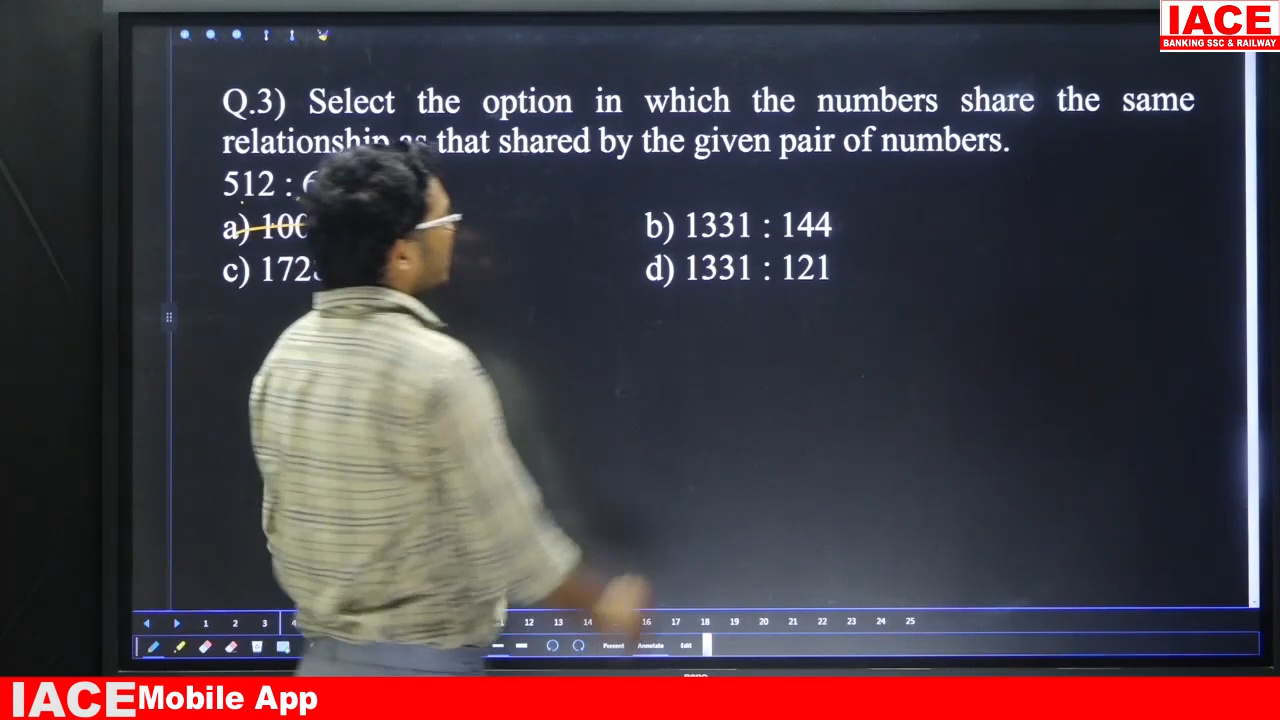 IACE
BANKING SSC & RAILWAY
Q.3) Select the option in which the numbers share the same
relationship as that shared by the given pair of numbers.
512 :
a)
b) 1331 : 144
c)
d) 1331 : 121
1 2 3 12 13 14 16 17 18 19 20 21 22 23 24 25
Present Annotate Edit
IACE Mobile App